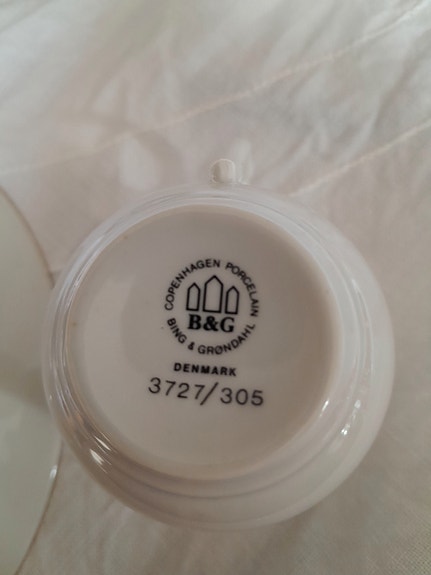 COPENHAGEN PORCELAIN
B&G
BING & GRØNDAHL
DENMARK
3727/305